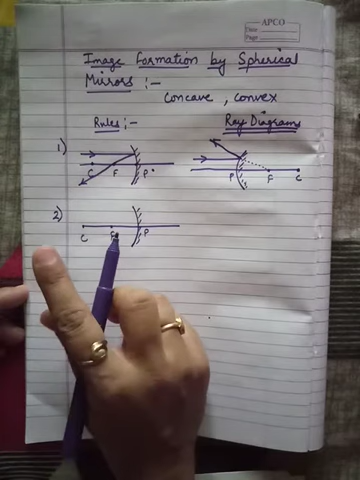 APCO
Date
Page
Image Formation by Spherical
Mirrors :-
Concave , Convex
Rules :-
Ray Diagrams
1)
C F P
P F C
2)
C F P